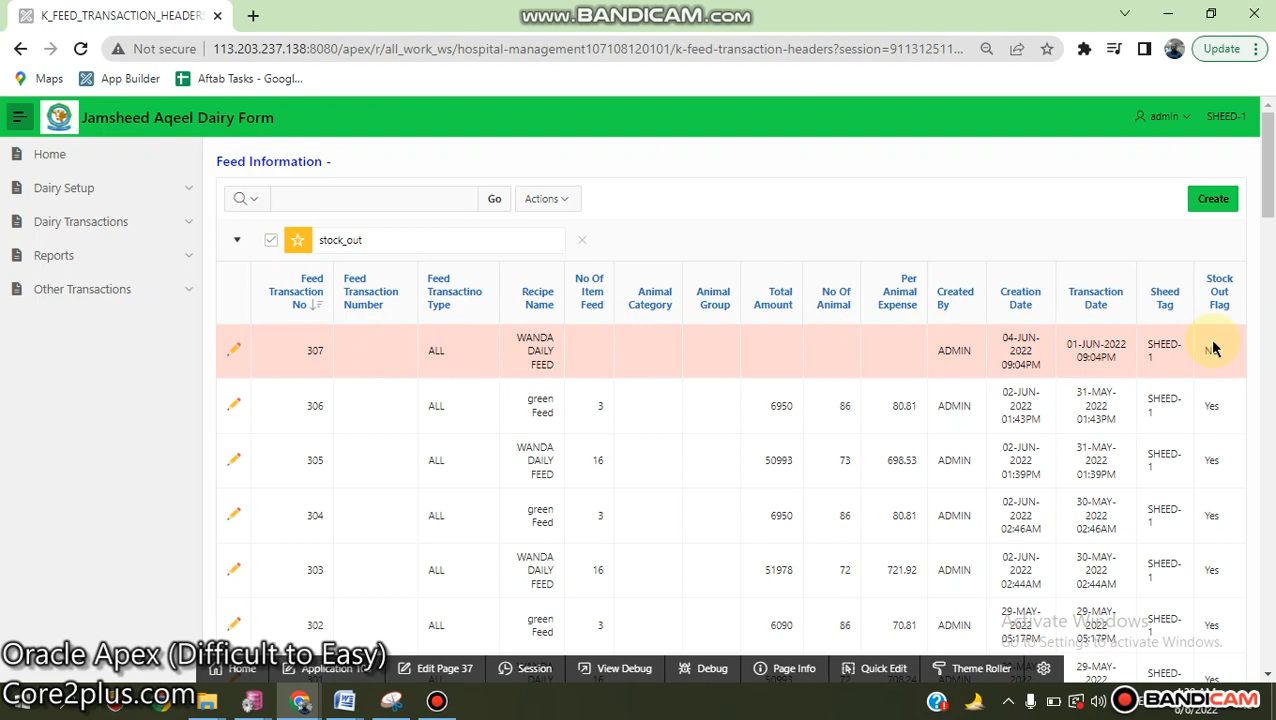 www.BANDICAM.com
K_FEED_TRANSACTION_HEADERS
Not secure
113.203.237.138:8080/apex/r/all_work_ws/hospital-management107108120101/k-feed-transaction-headers?session=911312511...
Update
Maps
App Builder
Aftab Tasks - Googl...
Jamsheed Aqeel Dairy Form
admin
SHEED-1
Home
Dairy Setup
Dairy Transactions
Reports
Other Transactions
Feed Information -
Go
Actions
Create
stock_out
Feed Transaction No
Feed Transaction Number
Feed Transactino Type
Recipe Name
No Of Item Feed
Animal Category
Animal Group
Total Amount
No Of Animal
Per Animal Expense
Created By
Creation Date
Transaction Date
Sheed Tag
Stock Out Flag
307 ALL WANDA DAILY FEED ADMIN 04-JUN-2022 09:04PM 01-JUN-2022 09:04PM SHEED-1
306 ALL green Feed 3 6950 86 80.81 ADMIN 02-JUN-2022 01:43PM 31-MAY-2022 01:43PM SHEED-1 Yes
305 ALL WANDA DAILY FEED 16 50993 73 698.53 ADMIN 02-JUN-2022 01:39PM 31-MAY-2022 01:39PM SHEED-1 Yes
304 ALL green Feed 3 6950 86 80.81 ADMIN 02-JUN-2022 02:46AM 30-MAY-2022 02:46AM SHEED-1 Yes
303 ALL WANDA DAILY FEED 16 51978 72 721.92 ADMIN 02-JUN-2022 02:44AM 30-MAY-2022 02:44AM SHEED-1 Yes
302 ALL green Feed 3 6090 86 70.81 ADMIN 29-MAY-2022 05:17PM 29-MAY-2022 05:17PM SHEED-1 Yes
Activate Windows
Go to Settings to activate Windows.
Oracle Apex (Difficult to Easy)
Core2plus.com
Home
Application
Edit Page 37
Session
View Debug
Debug
Page Info
Quick Edit
Theme Roller
BANDICAM
6/6/2022